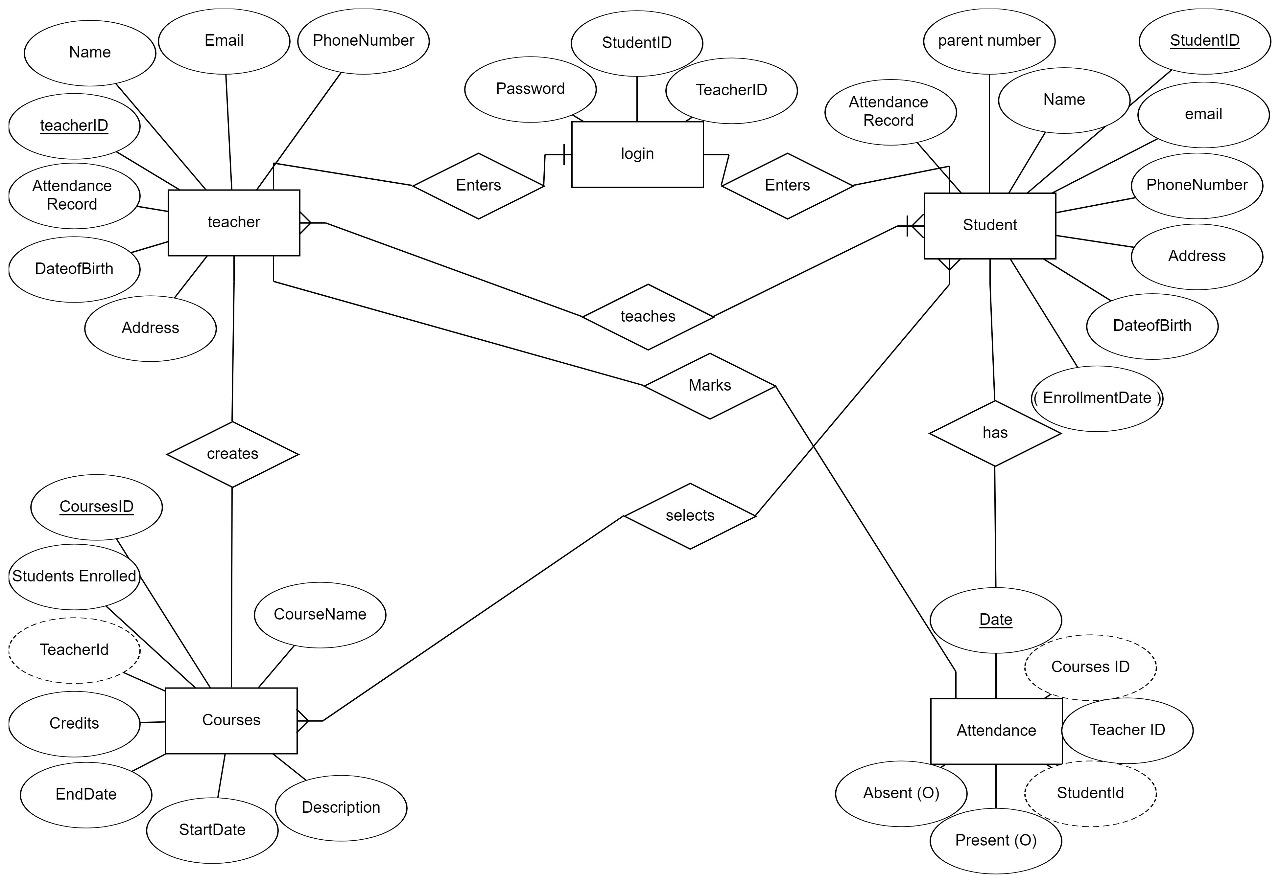 Name
Email
PhoneNumber
StudentID
parent number
StudentID
Password
TeacherID
Attendance
Record
Name
email
teacherID
login
Attendance
Record
Enters
Enters
PhoneNumber
teacher
Student
DateofBirth
Address
Address
teaches
DateofBirth
Marks
( EnrollmentDate )
creates
has
CoursesID
selects
Students Enrolled
CourseName
Date
TeacherId
Courses ID
Credits
Courses
Attendance
Teacher ID
EndDate
Description
Absent (O)
StudentId
StartDate
Present (O)